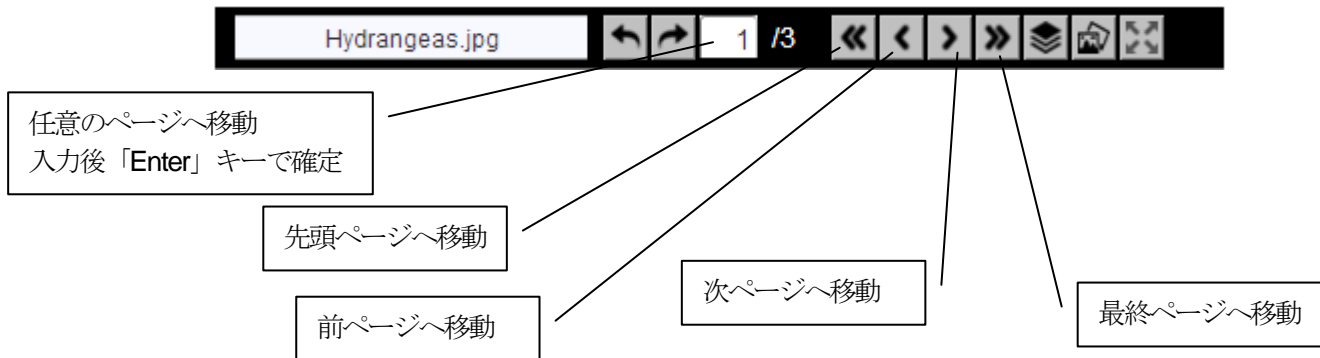 Hydrangeas.jpg
1 /3
任意のページへ移動
入力後「Enter」キーで確定
先頭ページへ移動
次ページへ移動
前ページへ移動
最終ページへ移動